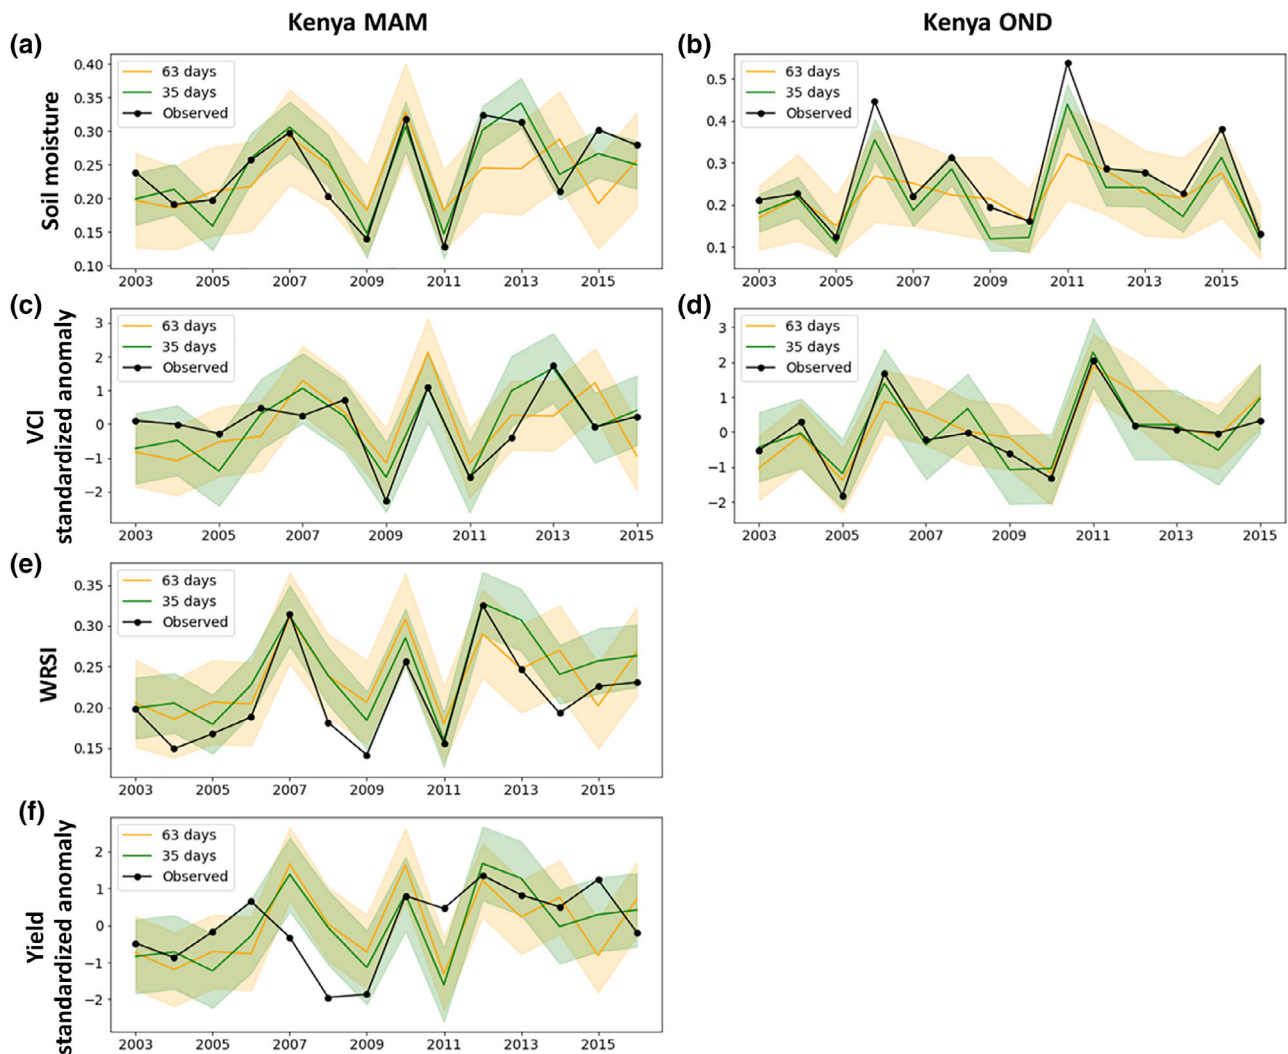 Kenya MAM
Kenya OND
(a)
Soil moisture
63 days
35 days
Observed
0.40
0.35
0.30
0.25
0.20
0.15
0.10
2003 2005 2007 2009 2011 2013 2015
(b)
63 days
35 days
Observed
0.5
0.4
0.3
0.2
0.1
2003 2005 2007 2009 2011 2013 2015
(c)
VCI
standardized anomaly
63 days
35 days
Observed
3
2
1
0
−1
−2
2003 2005 2007 2009 2011 2013 2015
(d)
63 days
35 days
Observed
3
2
1
0
−1
−2
2003 2005 2007 2009 2011 2013 2015
(e)
WRSI
63 days
35 days
Observed
0.35
0.30
0.25
0.20
0.15
2003 2005 2007 2009 2011 2013 2015
(f)
Yield
standardized anomaly
63 days
35 days
Observed
2
1
0
−1
−2
2003 2005 2007 2009 2011 2013 2015